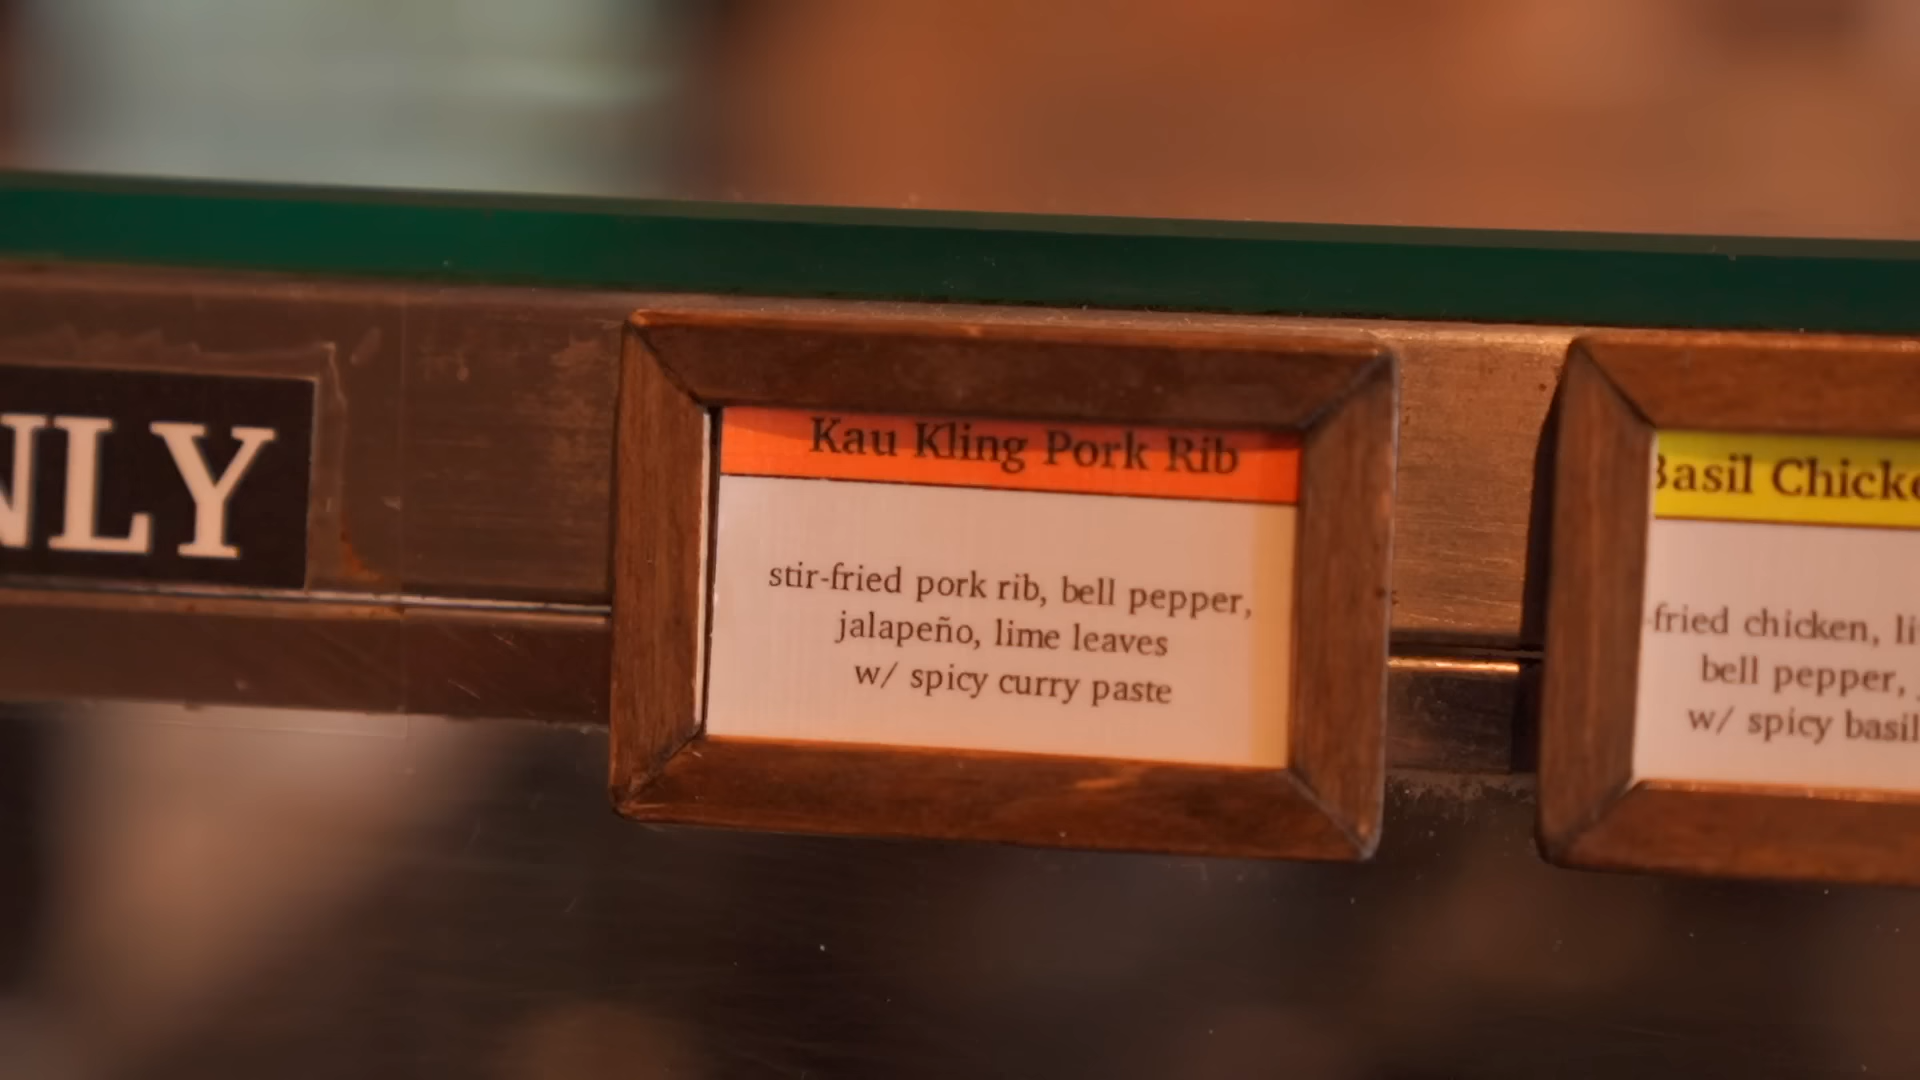 NLY
Kau Kling Pork Rib
stir-fried pork rib, bell pepper,
jalapeño, lime leaves
w/ spicy curry paste
Basil Chicke
-fried chicken, li
bell pepper,
w/ spicy basil